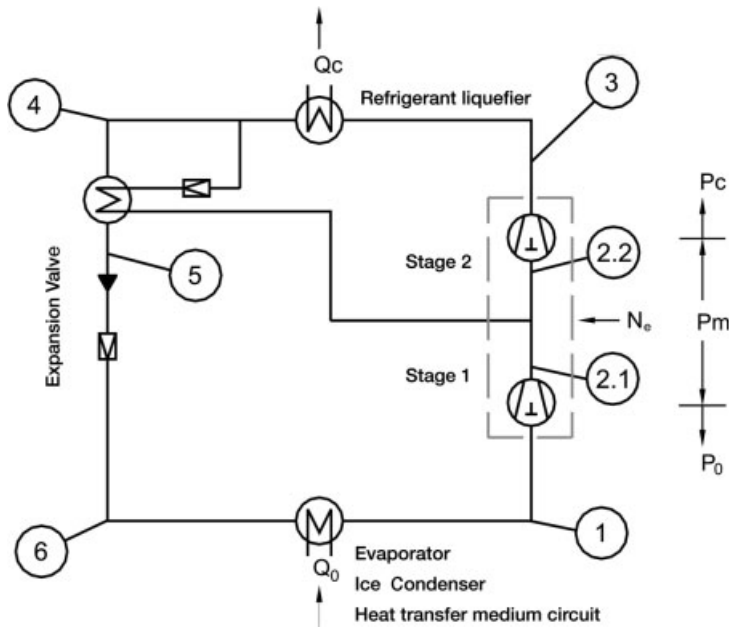 Qc
4
Refrigerant liquefier
3
Pc
Stage 2
2.2
5
Expansion Valve
Nₑ
Pm
Stage 1
2.1
P₀
6
Q₀
1
Evaporator
Ice Condenser
Heat transfer medium circuit